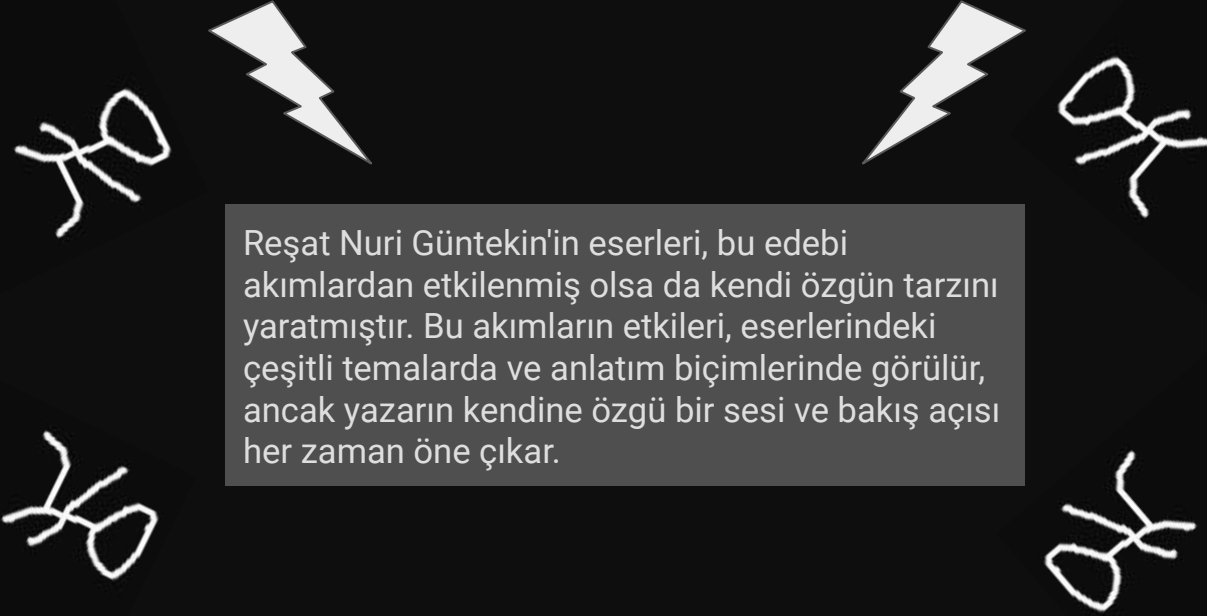 Reşat Nuri Güntekin'in eserleri, bu edebi
akımlardan etkilenmiş olsa da kendi özgün tarzını
yaratmıştır. Bu akımların etkileri, eserlerindeki
çeşitli temalarda ve anlatım biçimlerinde görülür,
ancak yazarın kendine özgü bir sesi ve bakış açısı
her zaman öne çıkar.